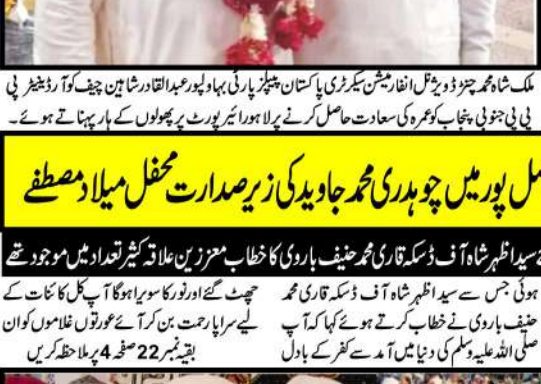 ملک شاہ محمد چنڑ ڈویژنل انفارمیشن سیکرٹری پاکستان پیپلز پارٹی بہاولپور عبدالقادر شاہین چیف کوآرڈینیٹر پی
پی پی جنوبی پنجاب کو عمرہ کی سعادت حاصل کرنے پر لاہور ائیرپورٹ پر پھولوں کے ہار پہناتے ہوئے۔
پور میں چوہدری محمد جاوید کی زیر صدارت محفل میلاد مصطفےٰ
سید اظہر شاہ آف ڈسکہ قاری محمد حنیف باروی کا خطاب معززین علاقہ کثیر تعداد میں موجود تھے
ہوئی جس سے سید اظہر شاہ آف ڈسکہ قاری محمد
حنیف باروی نے خطاب کرتے ہوئے کہا کہ آپ
صلی اللہ علیہ وسلم کی دنیا میں آمد سے کفر کے بادل
چھٹ گئے اور نور کا سویرا ہوگا آپ کل کائنات کے
لیے سراپا رحمت بن کر آئے عورتوں غلاموں کو ان
بقیہ نمبر 22 صفحہ 4 پر ملاحظہ کریں